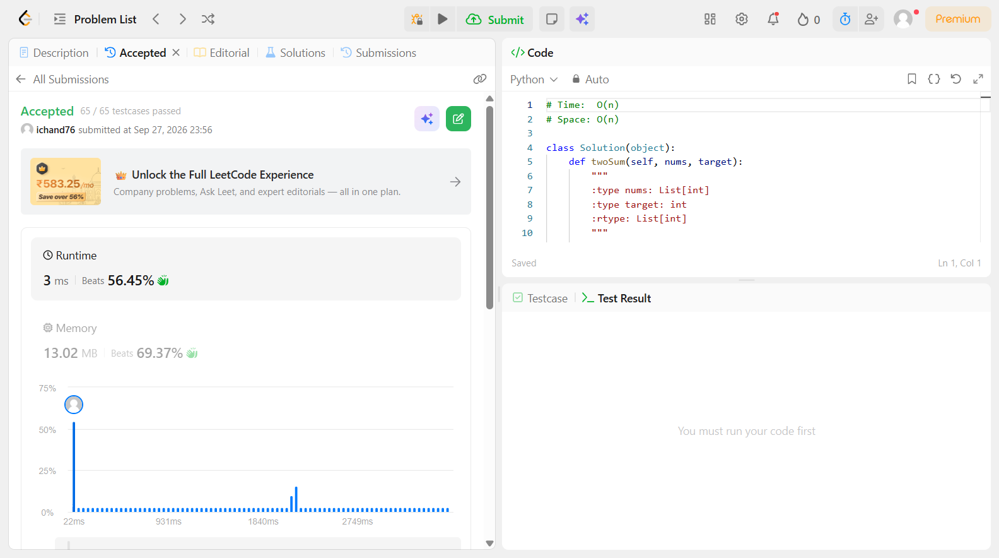 Problem List
Submit
0
Premium
Description
Accepted
Editorial
Solutions
Submissions
All Submissions
Accepted 65 / 65 testcases passed
ichand76 submitted at Sep 27, 2026 23:56
₹583.25/mo
Save over 56%
Unlock the Full LeetCode Experience
Company problems, Ask Leet, and expert editorials — all in one plan.
Runtime
3 ms Beats 56.45%
Memory
13.02 MB Beats 69.37%
75%
50%
25%
0%
22ms 931ms 1840ms 2749ms
</> Code
Python Auto
1 # Time:  O(n)
2 # Space: O(n)
3
4 class Solution(object):
5     def twoSum(self, nums, target):
6         """
7         :type nums: List[int]
8         :type target: int
9         :rtype: List[int]
10         """
Saved Ln 1, Col 1
Testcase
Test Result
You must run your code first